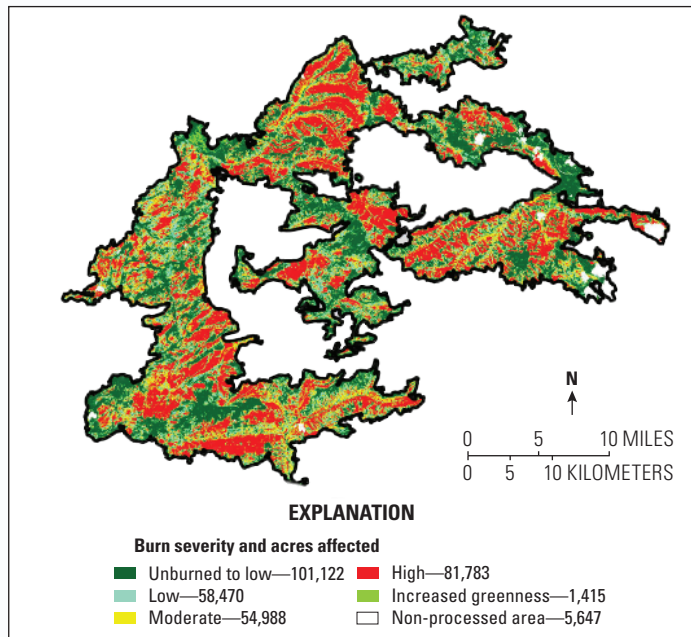 N
0 5 10 MILES
0 5 10 KILOMETERS
EXPLANATION
Burn severity and acres affected
Unburned to low—101,122
Low—58,470
Moderate—54,988
High—81,783
Increased greenness—1,415
Non-processed area—5,647